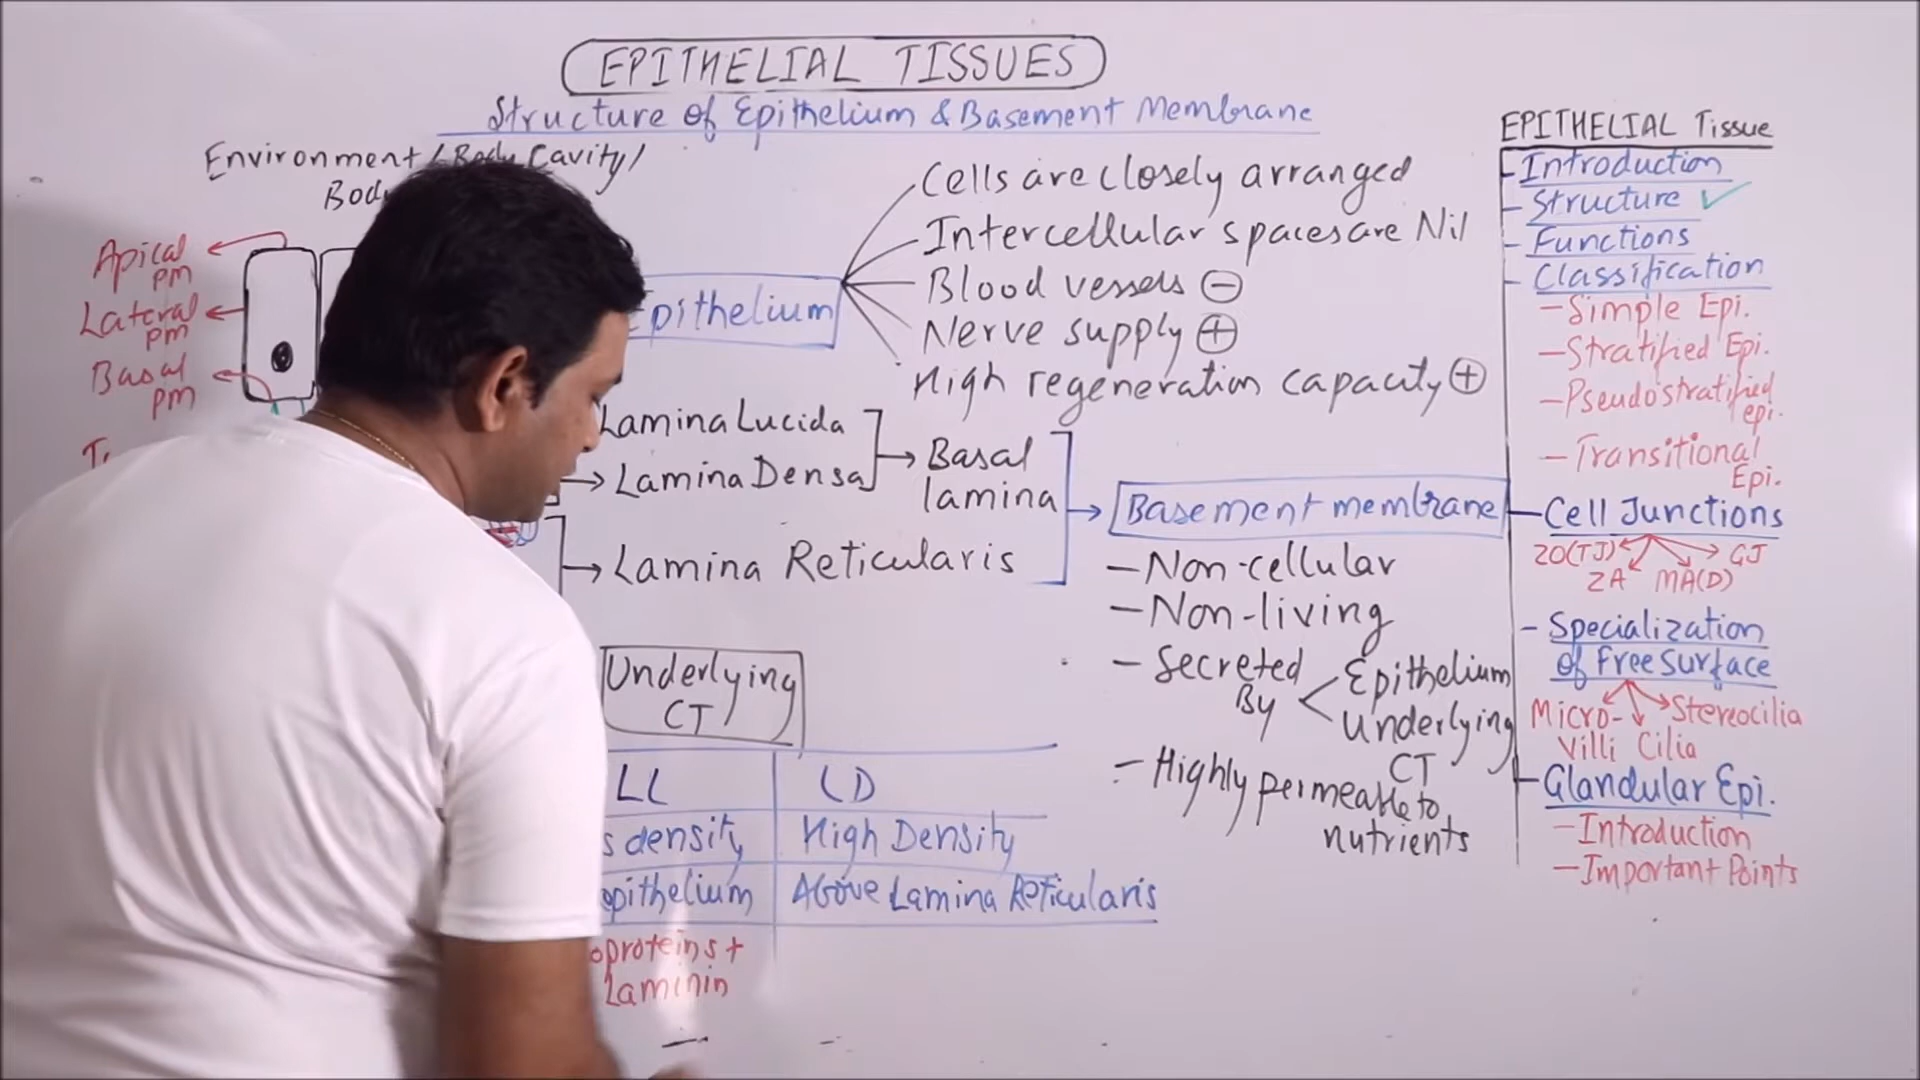 EPITHELIAL TISSUES
Structure of Epithelium & Basement Membrane
Environment / Body Cavity /
Body
Apical
pm
Lateral
pm
Basal
pm
Epithelium
Cells are closely arranged
Intercellular spaces are Nil
Blood vessels ⊖
Nerve supply ⊕
High regeneration capacity ⊕
Lamina Lucida
Lamina Densa
Basal
lamina
Lamina Reticularis
Basement membrane
- Non-cellular
- Non-living
- Secreted
By
Epithelium
Underlying
CT
- Highly permeable to
nutrients
Underlying
CT
LL LD
density High Density
epithelium Above Lamina Reticularis
oproteins +
Laminin
EPITHELIAL Tissue
- Introduction
- Structure ✓
- Functions
- Classification
- Simple Epi.
- Stratified Epi.
- Pseudostratified
epi.
- Transitional
Epi.
- Cell Junctions
ZO(TJ) GJ
ZA MA(D)
- Specialization
of Free Surface
Micro- Stereocilia
Villi Cilia
- Glandular Epi.
- Introduction
- Important Points